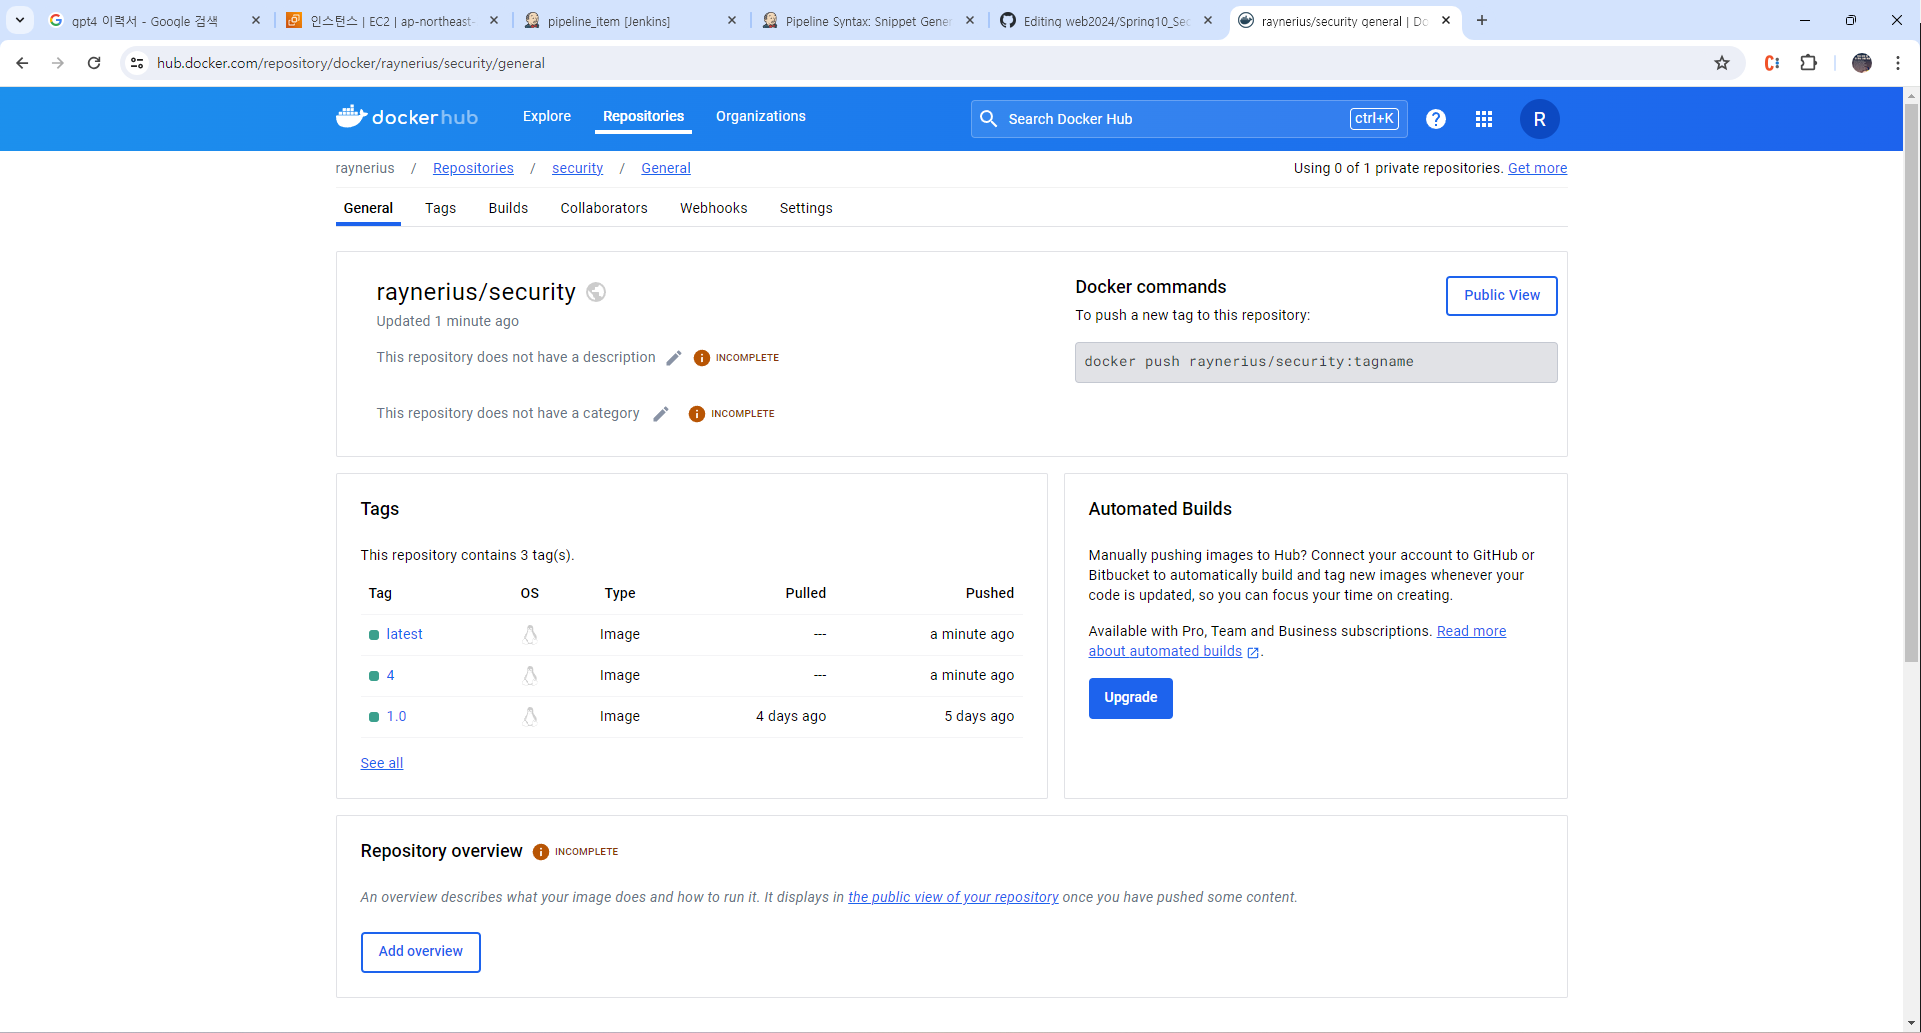 gpt4 이력서 - Google 검색
인스턴스 | EC2 | ap-northeast-
pipeline_item [Jenkins]
Pipeline Syntax: Snippet Gener
Editing web2024/Spring10_Sec
raynerius/security general | Do
hub.docker.com/repository/docker/raynerius/security/general
dockerhub
Explore
Repositories
Organizations
Search Docker Hub
ctrl+K
R
raynerius / Repositories / security / General
Using 0 of 1 private repositories. Get more
General
Tags
Builds
Collaborators
Webhooks
Settings
raynerius/security
Updated 1 minute ago
This repository does not have a description
INCOMPLETE
This repository does not have a category
INCOMPLETE
Docker commands
Public View
To push a new tag to this repository:
docker push raynerius/security:tagname
Tags
This repository contains 3 tag(s).
Tag OS Type Pulled Pushed
latest Image --- a minute ago
4 Image --- a minute ago
1.0 Image 4 days ago 5 days ago
See all
Automated Builds
Manually pushing images to Hub? Connect your account to GitHub or
Bitbucket to automatically build and tag new images whenever your
code is updated, so you can focus your time on creating.
Available with Pro, Team and Business subscriptions. Read more
about automated builds .
Upgrade
Repository overview
INCOMPLETE
An overview describes what your image does and how to run it. It displays in the public view of your repository once you have pushed some content.
Add overview